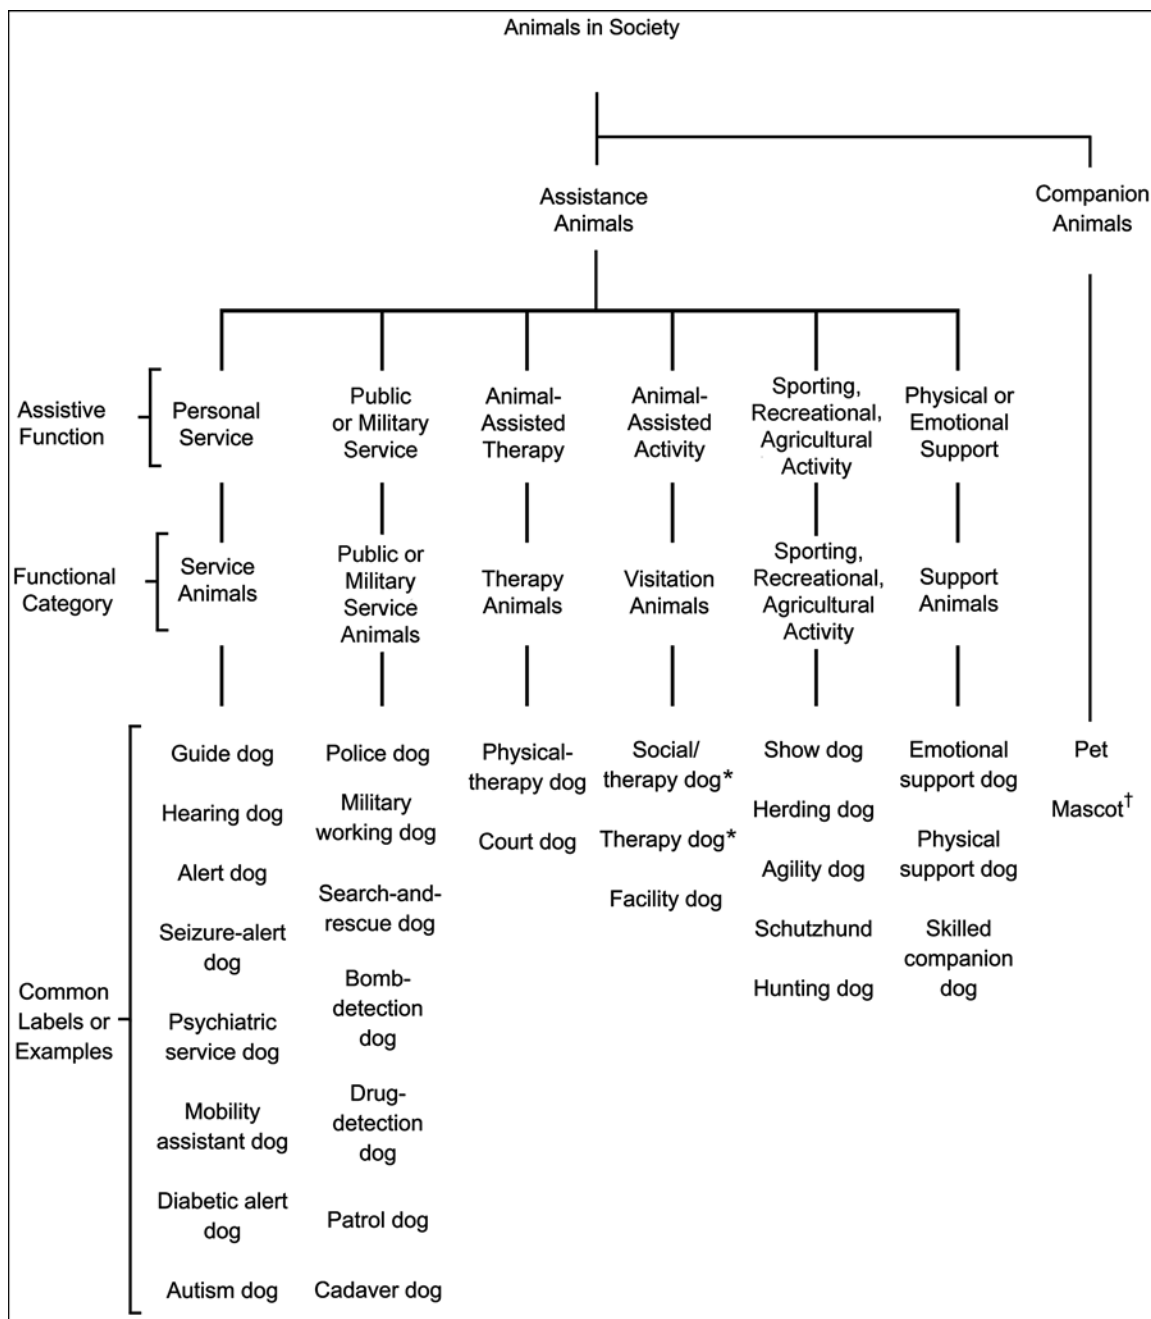 Animals in Society
Assistance
Animals
Companion
Animals
Assistive
Function
Personal
Service
Public
or Military
Service
Animal-
Assisted
Therapy
Animal-
Assisted
Activity
Sporting,
Recreational,
Agricultural
Activity
Physical or
Emotional
Support
Functional
Category
Service
Animals
Public or
Military
Service
Animals
Therapy
Animals
Visitation
Animals
Sporting,
Recreational,
Agricultural
Activity
Support
Animals
Common
Labels or
Examples
Guide dog
Hearing dog
Alert dog
Seizure-alert
dog
Psychiatric
service dog
Mobility
assistant dog
Diabetic alert
dog
Autism dog
Police dog
Military
working dog
Search-and-
rescue dog
Bomb-
detection
dog
Drug-
detection
dog
Patrol dog
Cadaver dog
Physical-
therapy dog
Court dog
Social/
therapy dog*
Therapy dog*
Facility dog
Show dog
Herding dog
Agility dog
Schutzhund
Hunting dog
Emotional
support dog
Physical
support dog
Skilled
companion
dog
Pet
Mascot†